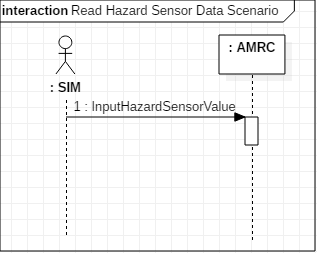 interaction Read Hazard Sensor Data Scenario
: SIM
: AMRC
1 : InputHazardSensorValue